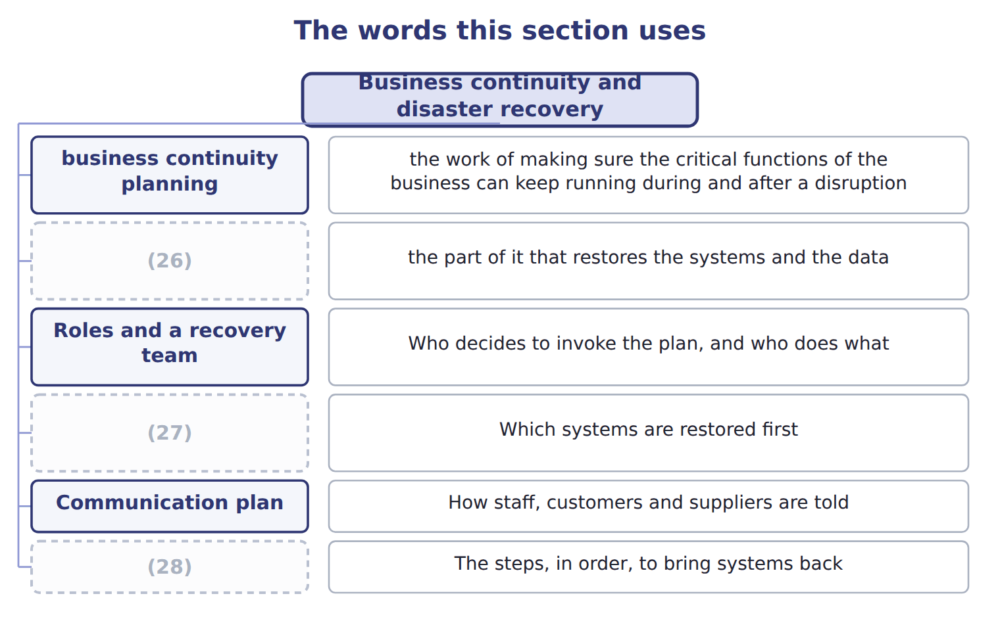 The words this section uses
Business continuity and
disaster recovery
business continuity
planning
the work of making sure the critical functions of the
business can keep running during and after a disruption
(26)
the part of it that restores the systems and the data
Roles and a recovery
team
Who decides to invoke the plan, and who does what
(27)
Which systems are restored first
Communication plan
How staff, customers and suppliers are told
(28)
The steps, in order, to bring systems back